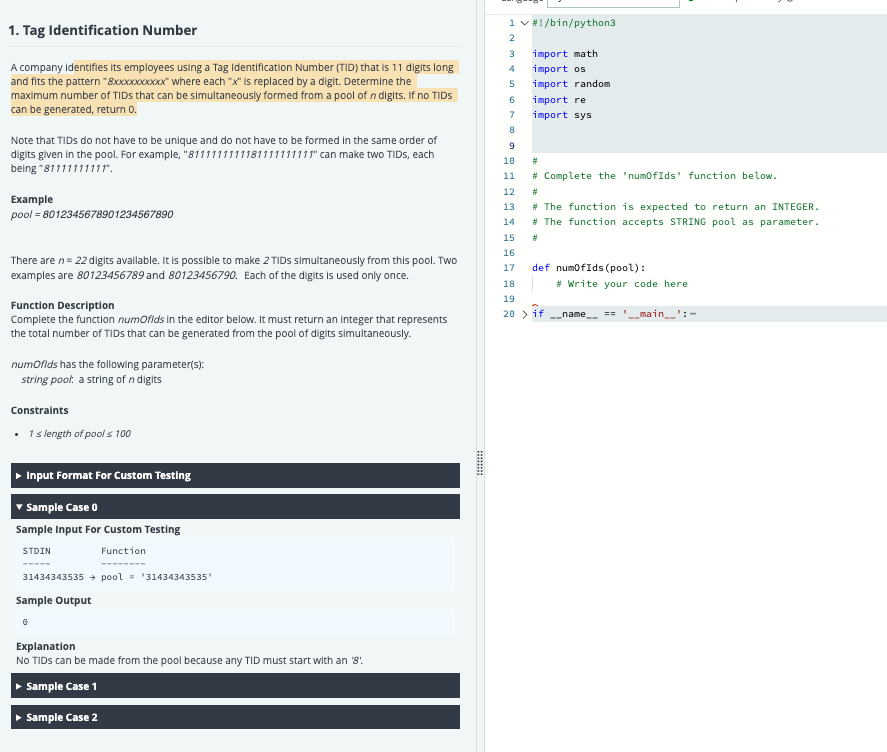 1. Tag Identification Number
A company identifies its employees using a Tag Identification Number (TID) that is 11 digits long
and fits the pattern "8xxxxxxxxxx" where each "x" is replaced by a digit. Determine the
maximum number of TIDs that can be simultaneously formed from a pool of n digits. If no TIDs
can be generated, return 0.
Note that TIDs do not have to be unique and do not have to be formed in the same order of
digits given in the pool. For example, "8111111111181111111111" can make two TIDs, each
being "81111111111".
Example
pool = 8012345678901234567890
There are n = 22 digits available. It is possible to make 2 TIDs simultaneously from this pool. Two
examples are 80123456789 and 80123456790. Each of the digits is used only once.
Function Description
Complete the function numOfIds in the editor below. It must return an integer that represents
the total number of TIDs that can be generated from the pool of digits simultaneously.
numOfIds has the following parameter(s):
string pool: a string of n digits
Constraints
• 1 ≤ length of pool ≤ 100
▶ Input Format For Custom Testing
▼ Sample Case 0
Sample Input For Custom Testing
STDIN Function
----- --------
31434343535 → pool = '31434343535'
Sample Output
0
Explanation
No TIDs can be made from the pool because any TID must start with an '8'.
▶ Sample Case 1
▶ Sample Case 2
1 #!/bin/python3
2
3 import math
4 import os
5 import random
6 import re
7 import sys
8
9
10 #
11 # Complete the 'numOfIds' function below.
12 #
13 # The function is expected to return an INTEGER.
14 # The function accepts STRING pool as parameter.
15 #
16
17 def numOfIds(pool):
18 # Write your code here
19
20 if __name__ == '__main__':